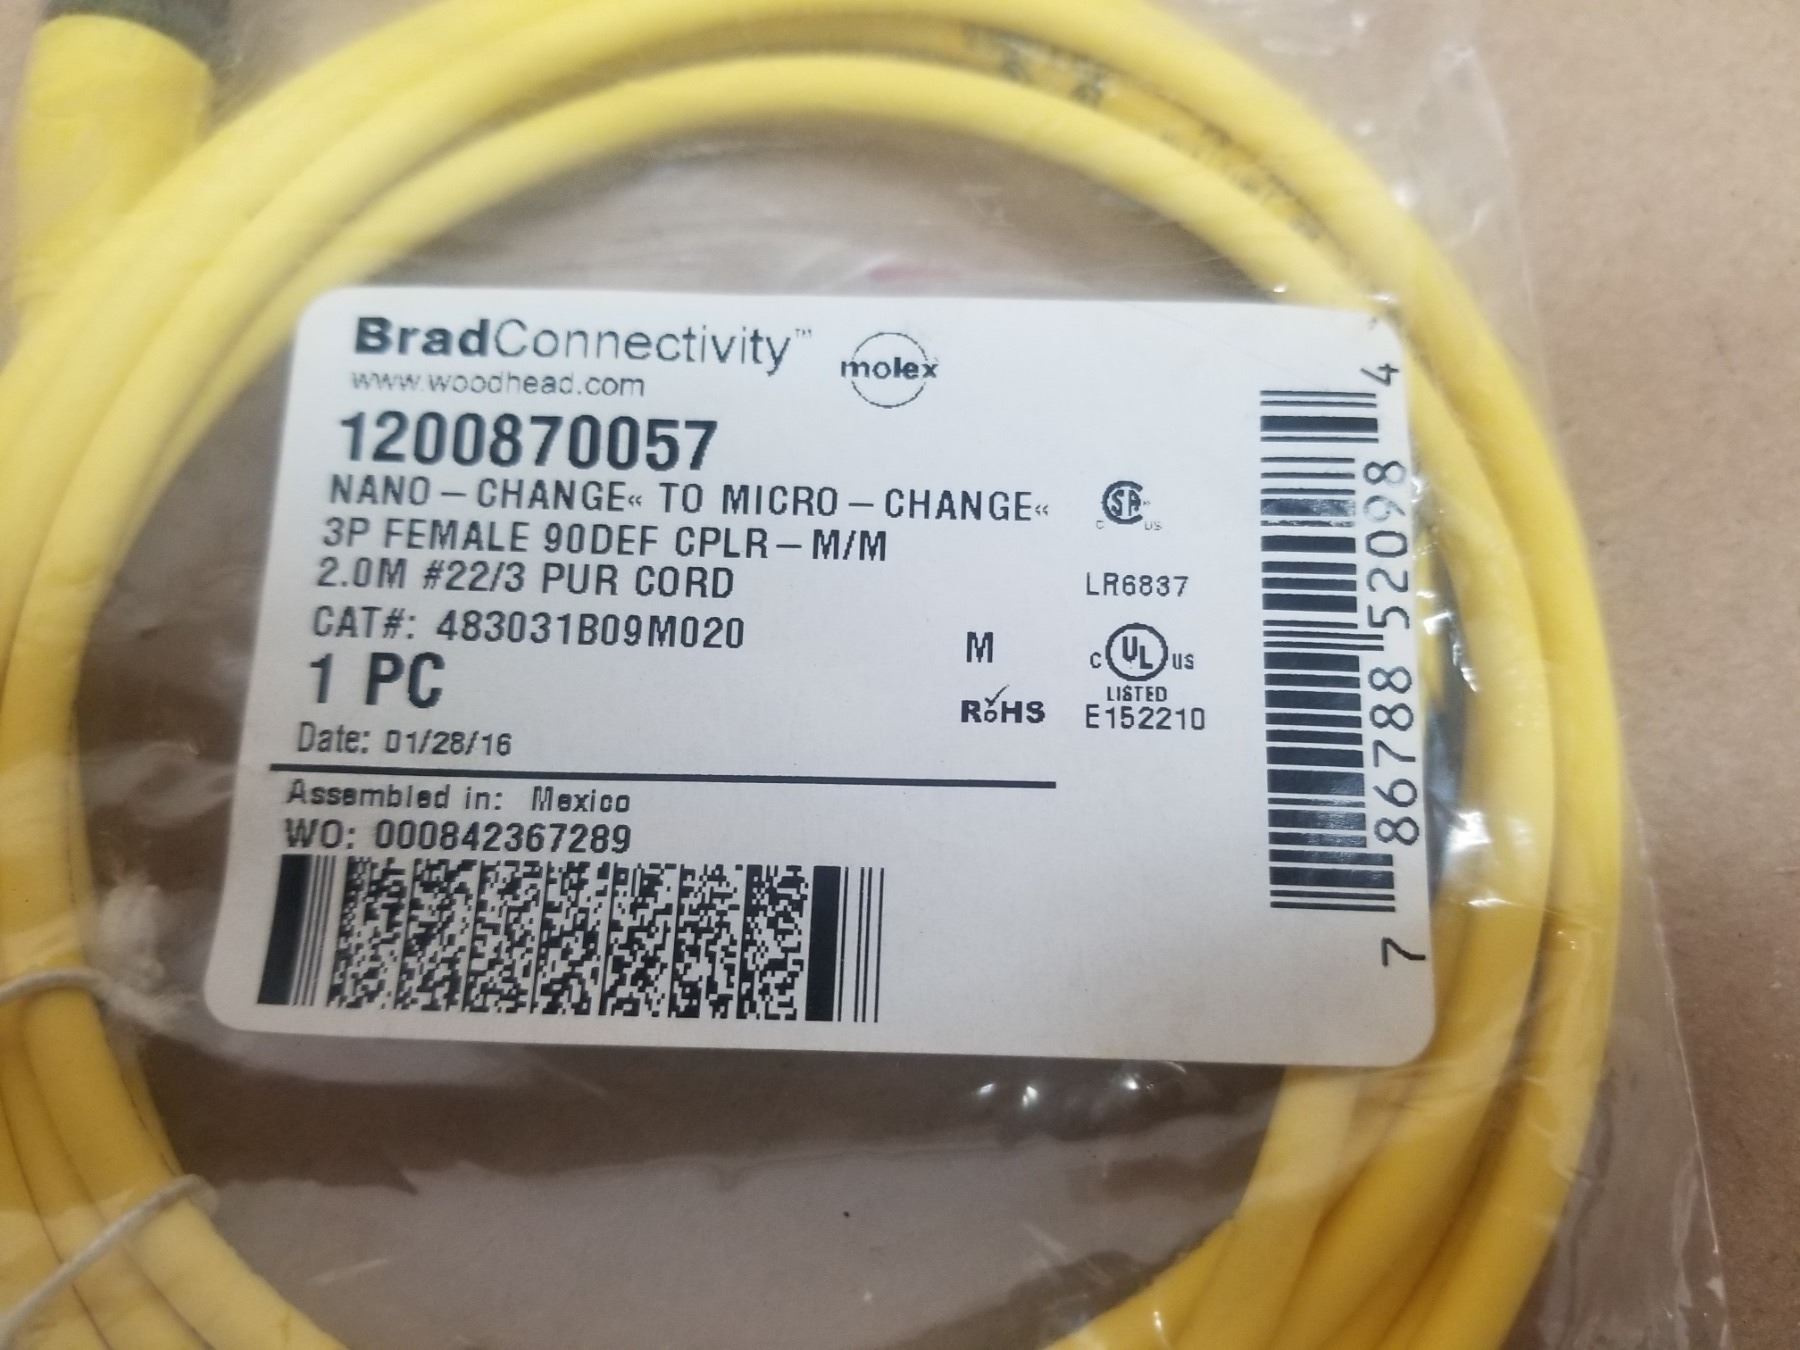 BradConnectivity™
www.woodhead.com
molex
1200870057
NANO-CHANGE« TO MICRO-CHANGE«
3P FEMALE 90DEF CPLR-M/M
2.0M #22/3 PUR CORD
CAT#: 483031B09M020
1 PC
Date: 01/28/16
M
RoHS
C SA US
LR6837
C UL US
LISTED
E152210
Assembled in: Mexico
WO: 000842367289
7 86788 52098 4